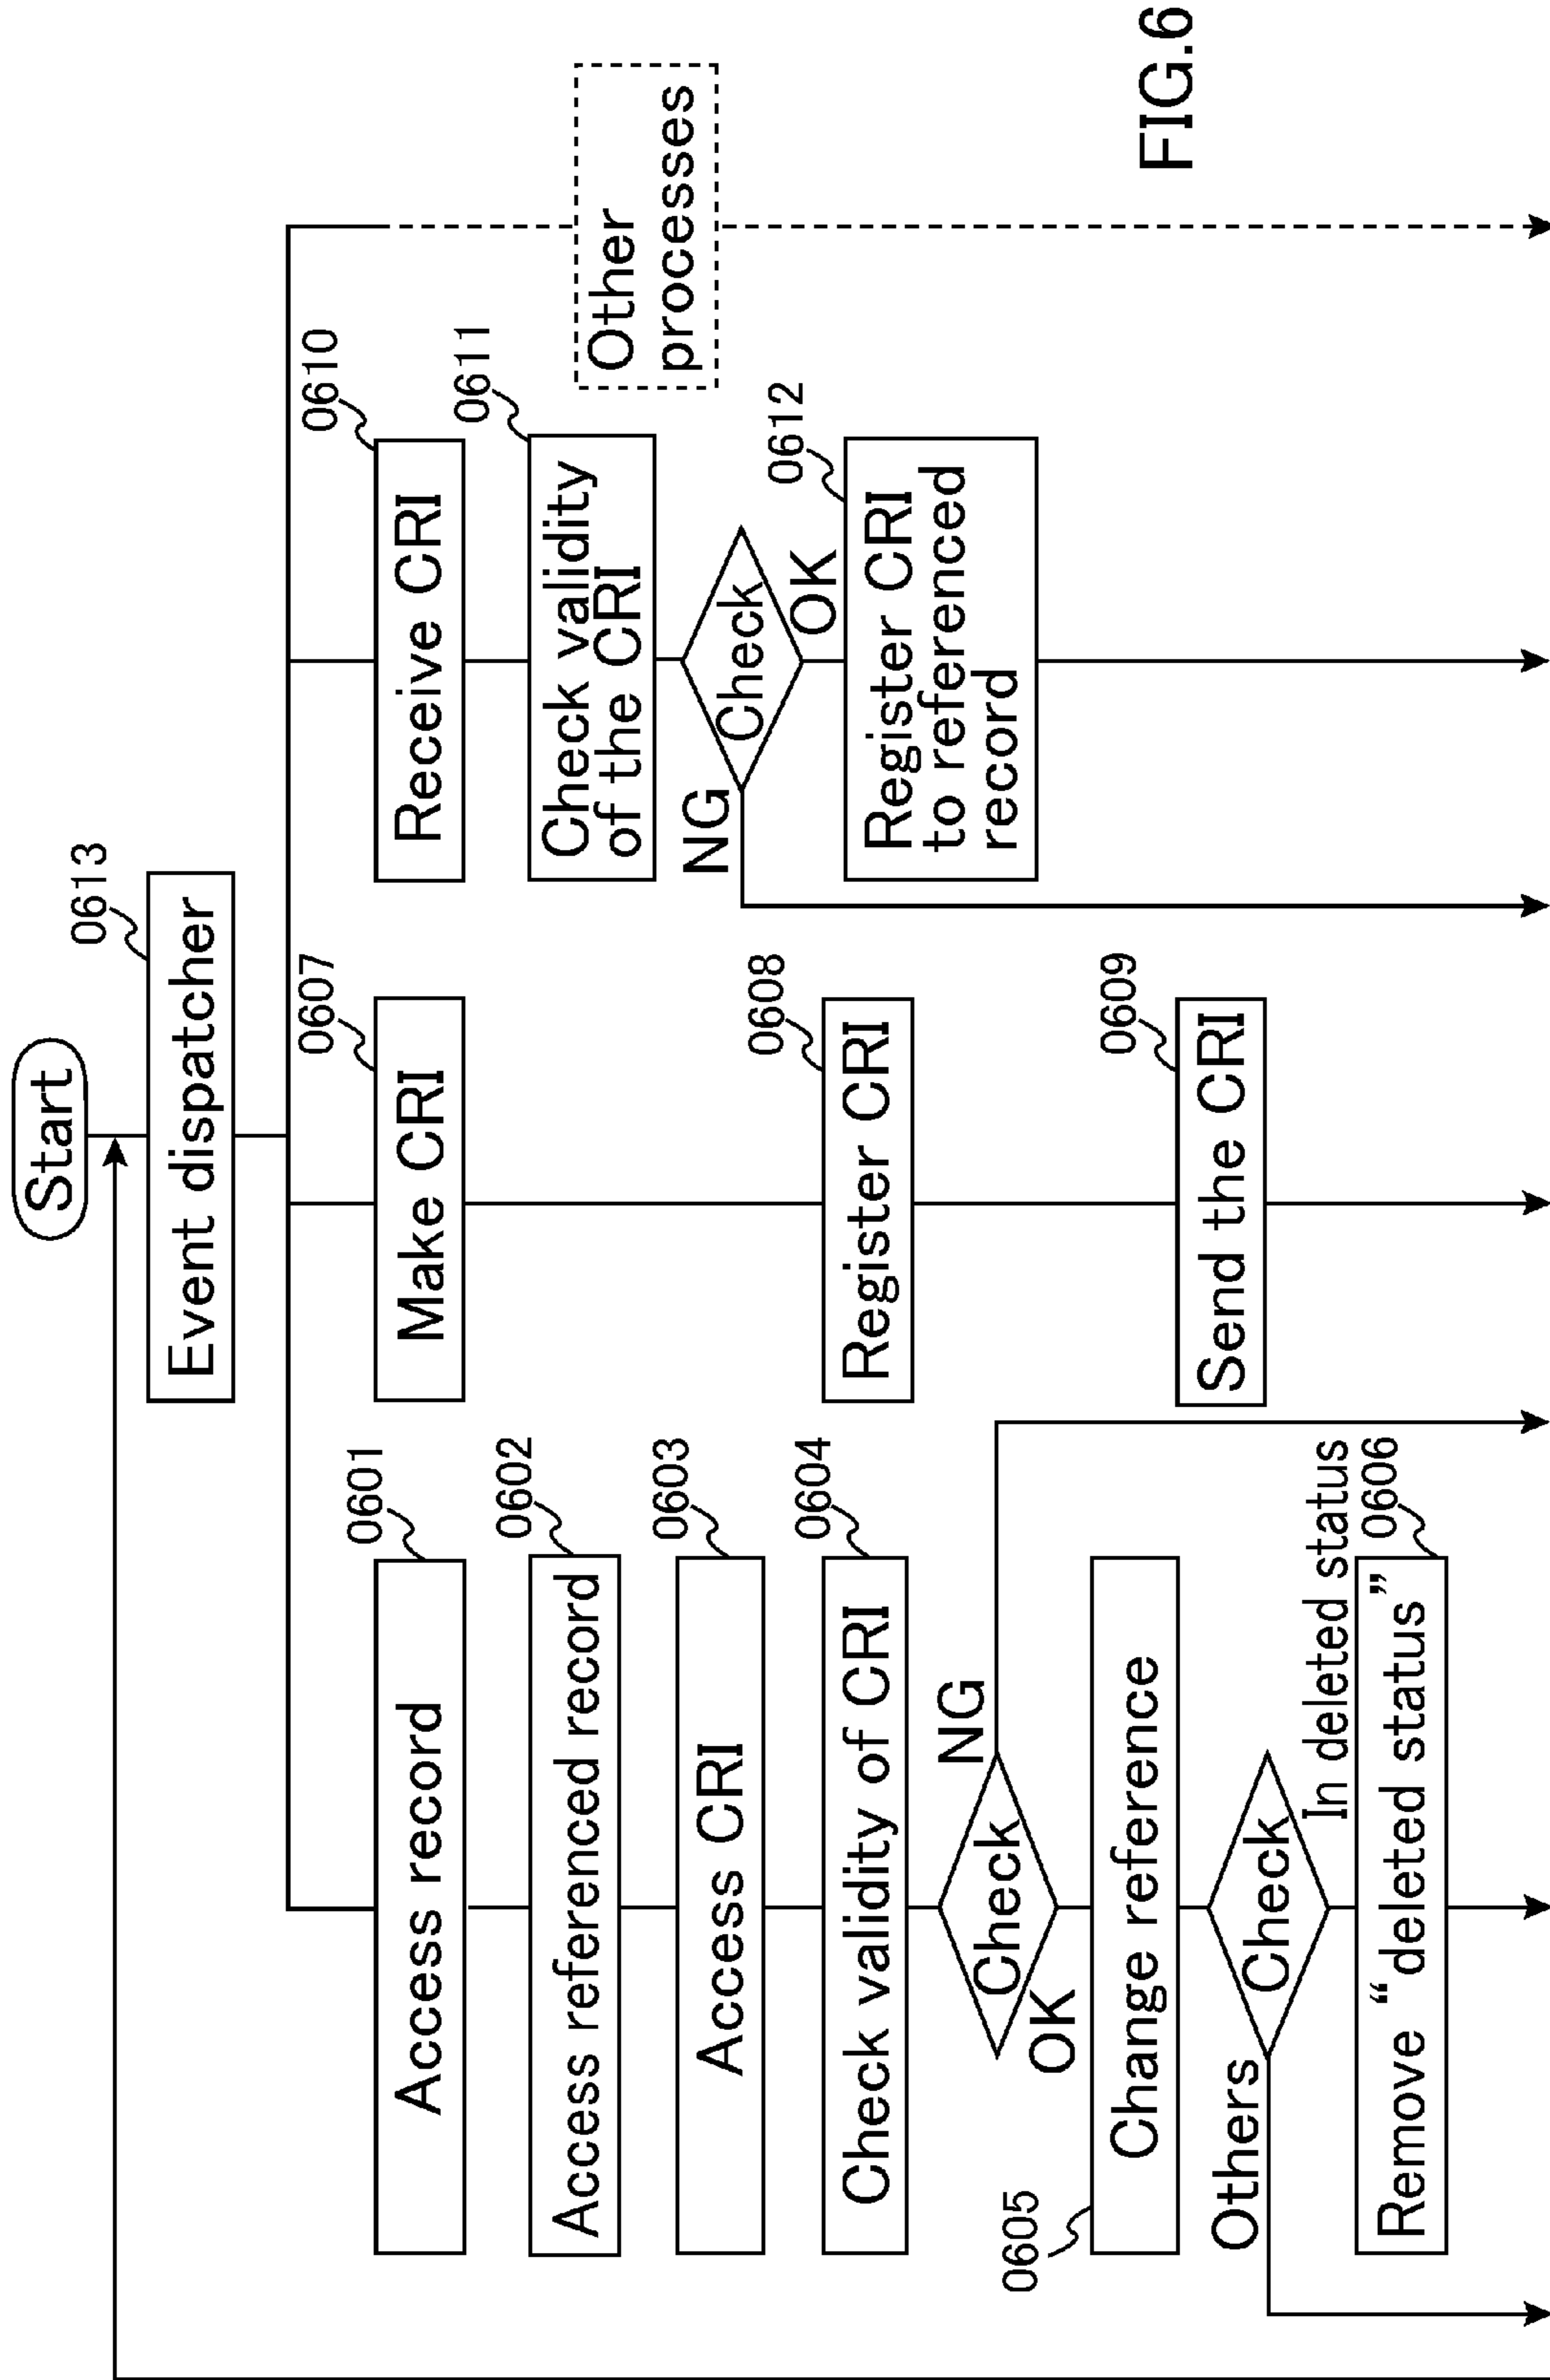 Start
0613
Event dispatcher
0601
Access record
0602
Access referenced record
0603
Access CRI
0604
Check validity of CRI
Check
NG
OK
0605
Change reference
Check
Others
In deleted status
0606
Remove “ deleted status”
0607
Make CRI
0608
Register CRI
0609
Send the CRI
0610
Receive CRI
0611
Check validity
of the CRI
Check
NG
OK
0612
Register CRI
to referenced
record
Other
processes
FIG.6